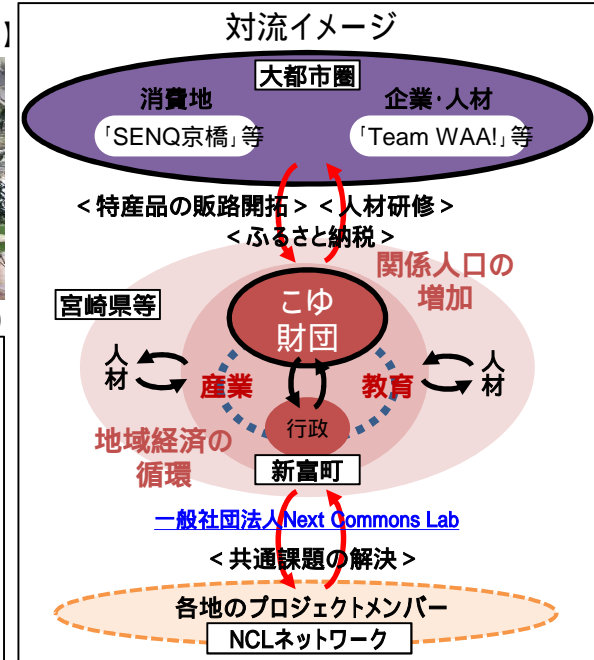 】
対流イメージ
大都市圏
消費地
企業・人材
「SENQ京橋」等
「Team WAA!」等
＜特産品の販路開拓＞
＜人材研修＞
＜ふるさと納税＞
関係人口の
増加
宮崎県等
こゆ
財団
人材
産業
教育
人材
行政
地域経済の
循環
新富町
一般社団法人Next Commons Lab
＜共通課題の解決＞
各地のプロジェクトメンバー
NCLネットワーク